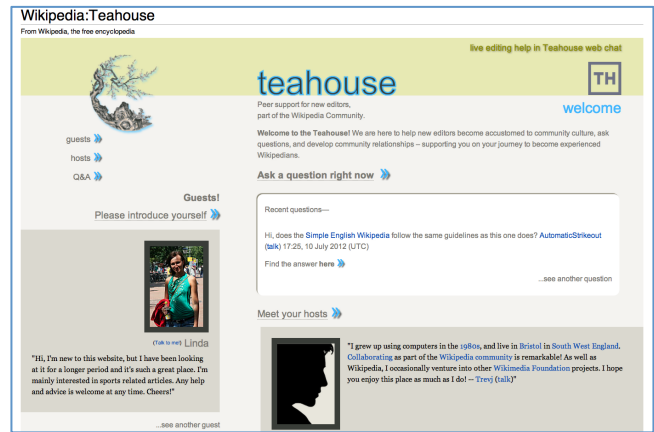 Wikipedia:Teahouse
From Wikipedia, the free encyclopedia
live editing help in Teahouse web chat
teahouse
TH
Peer support for new editors,
part of the Wikipedia Community.
welcome
Welcome to the Teahouse! We are here to help new editors become accustomed to community culture, ask
questions, and develop community relationships – supporting you on your journey to become experienced
Wikipedians.
guests
hosts
Q&A
Ask a question right now
Guests!
Please introduce yourself
Recent questions—
Hi, does the Simple English Wikipedia follow the same guidelines as this one does? AutomaticStrikeout
(talk) 17:25, 10 July 2012 (UTC)
Find the answer here
...see another question
(Talk to me!) Linda
"Hi, I'm new to this website, but I have been looking
at it for a longer period and it's such a great place. I'm
mainly interested in sports related articles. Any help
and advice is welcome at any time. Cheers!"
...see another guest
Meet your hosts
"I grew up using computers in the 1980s, and live in Bristol in South West England.
Collaborating as part of the Wikipedia community is remarkable! As well as
Wikipedia, I occasionally venture into other Wikimedia Foundation projects. I hope
you enjoy this place as much as I do! -- Trevj (talk)"